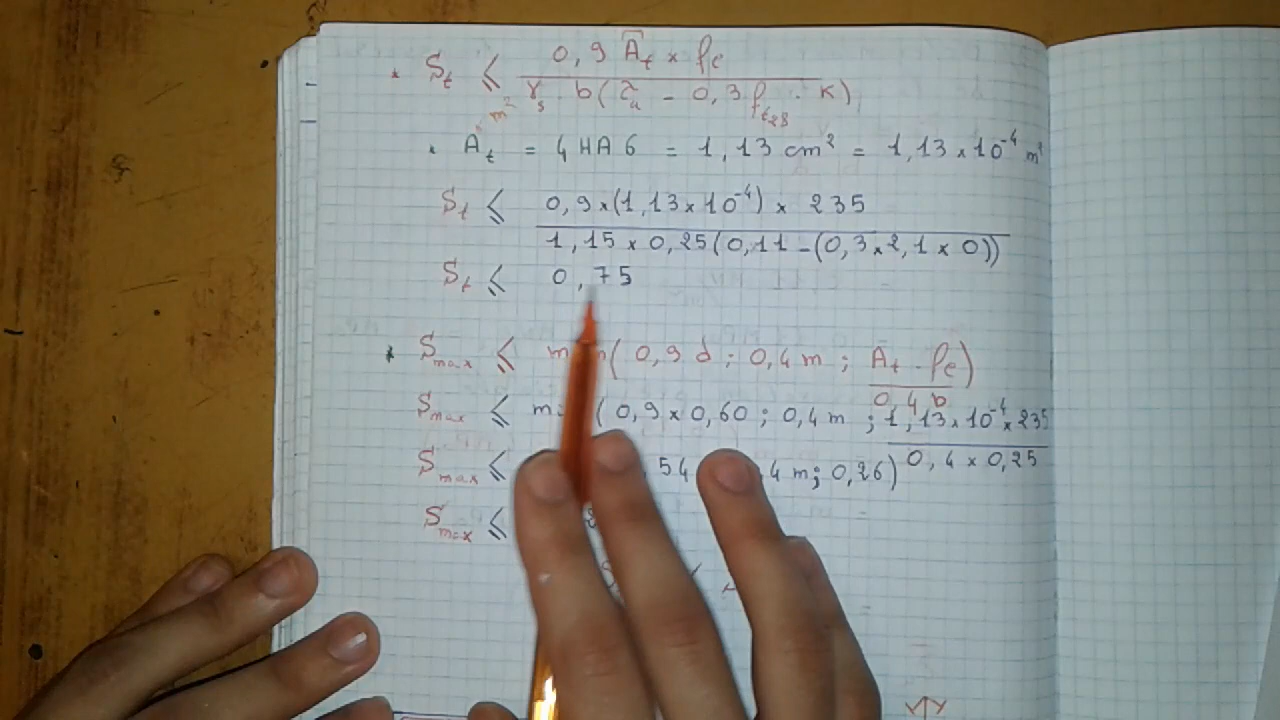 * St ≤ 0,9 At × fe / γs . b(τu - 0,3 ft28 . K)
m²
* At = 4 HA 6 = 1,13 cm² = 1,13 × 10⁻⁴ m²
St ≤ 0,9 × (1,13 × 10⁻⁴) × 235 / 1,15 × 0,25 (0,11 - (0,3 × 2,1 × 0))
St ≤ 0,75
* Smax ≤ ( 0,9 d ; 0,4 m ; At . fe / 0,4 b )
Smax ≤ ( 0,9 × 0,60 ; 0,4 m ; 1,13 × 10⁻⁴ × 235 / 0,4 × 0,25
Smax ≤ 54 4 m ; 0,26)
Smax ≤